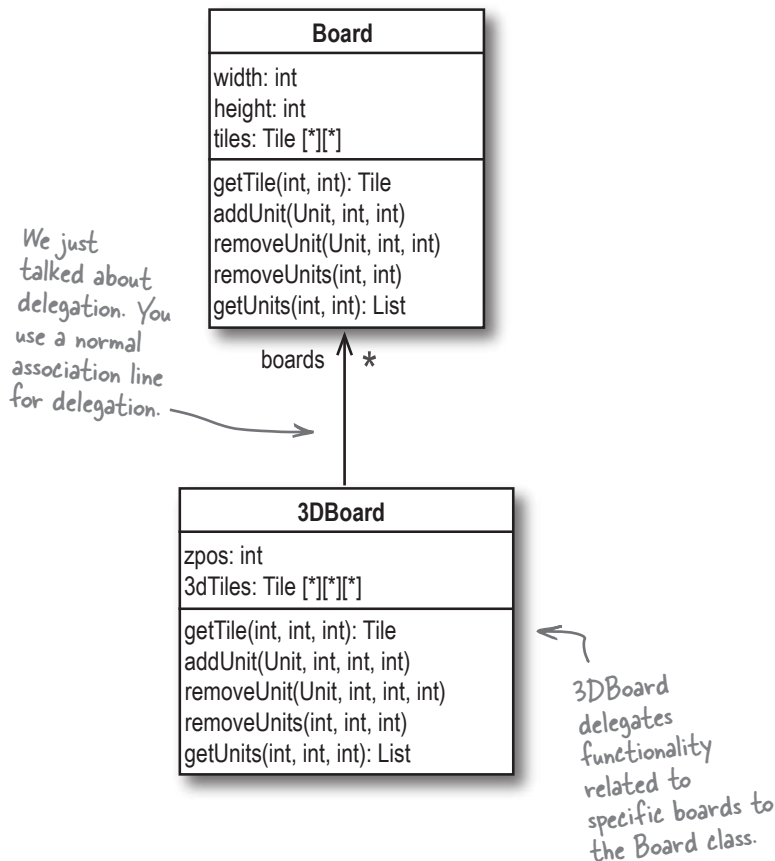 Board
width: int
height: int
tiles: Tile [*][*]
getTile(int, int): Tile
addUnit(Unit, int, int)
removeUnit(Unit, int, int)
removeUnits(int, int)
getUnits(int, int): List
We just
talked about
delegation. You
use a normal
association line
for delegation.
boards *
3DBoard
zpos: int
3dTiles: Tile [*][*][*]
getTile(int, int, int): Tile
addUnit(Unit, int, int, int)
removeUnit(Unit, int, int, int)
removeUnits(int, int, int)
getUnits(int, int, int): List
3DBoard
delegates
functionality
related to
specific boards to
the Board class.